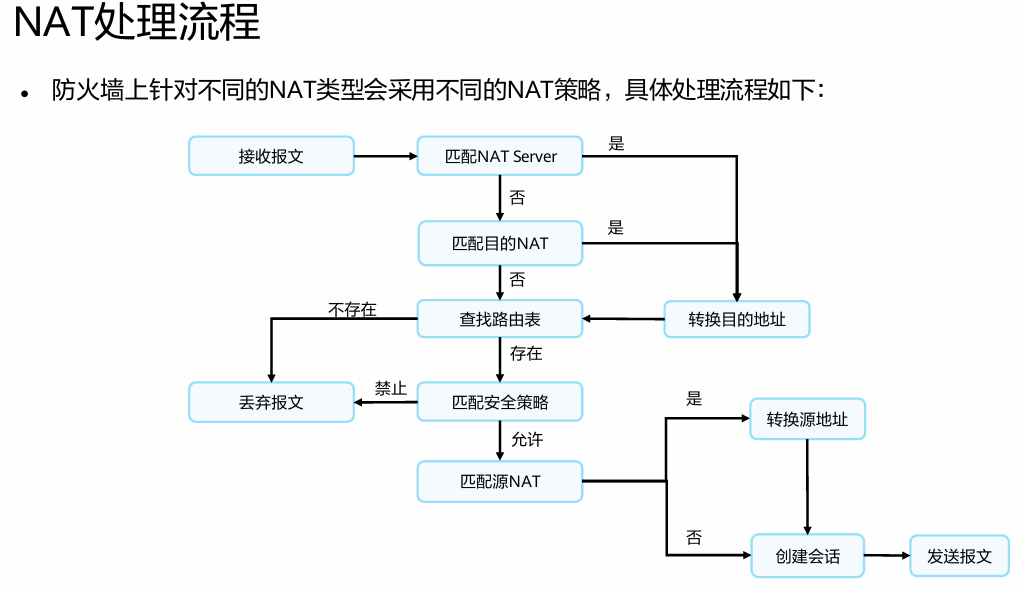 NAT处理流程
• 防火墙上针对不同的NAT类型会采用不同的NAT策略，具体处理流程如下：
接收报文
匹配NAT Server
是
否
匹配目的NAT
是
否
不存在
查找路由表
转换目的地址
存在
丢弃报文
禁止
匹配安全策略
是
转换源地址
允许
匹配源NAT
否
创建会话
发送报文